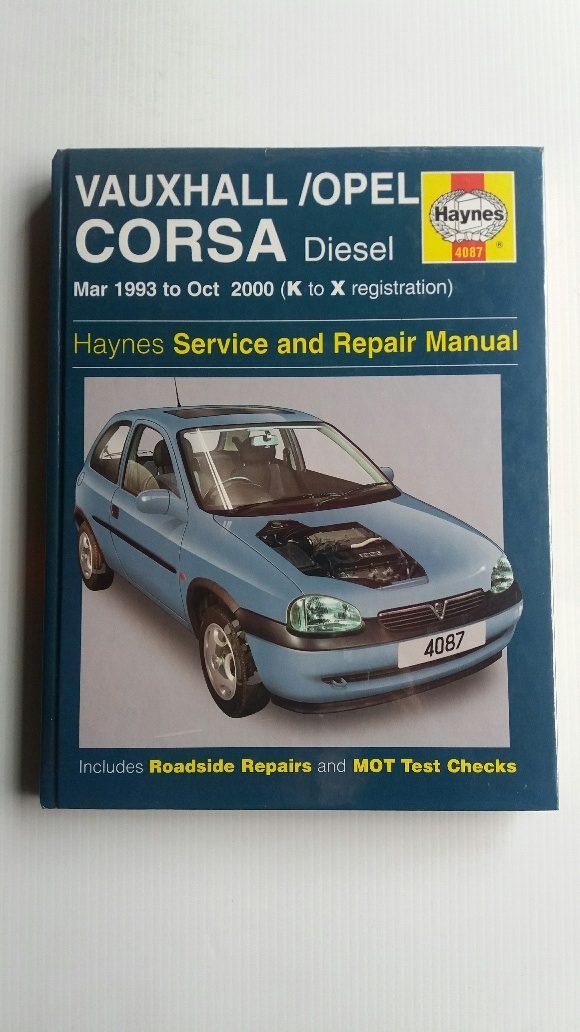 VAUXHALL /OPEL
CORSA Diesel
Haynes
4087
®
Mar 1993 to Oct 2000 (K to X registration)
Haynes Service and Repair Manual
4087
Includes Roadside Repairs and MOT Test Checks